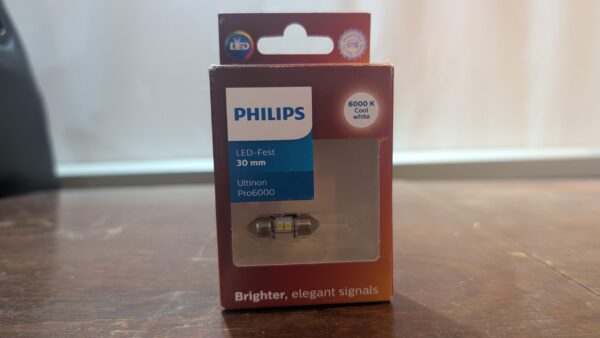 LED
PHILIPS
6000 K
Cool
white
LED-Fest
30 mm
Ultinon
Pro6000
Brighter, elegant signals